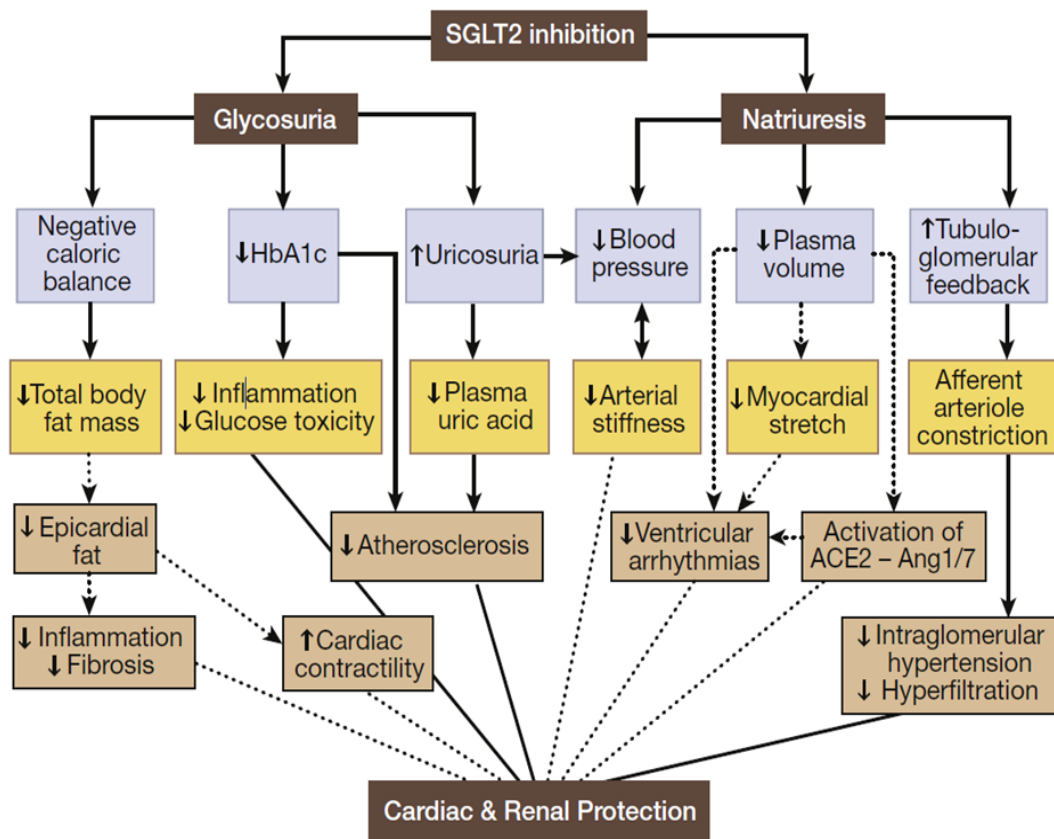 SGLT2 inhibition
Glycosuria
Natriuresis
Negative
caloric
balance
↓HbA1c
↑Uricosuria
↓Blood
pressure
↓Plasma
volume
↑Tubulo-
glomerular
feedback
↓Total body
fat mass
↓Inflammation
↓Glucose toxicity
↓Plasma
uric acid
↓Arterial
stiffness
↓Myocardial
stretch
Afferent
arteriole
constriction
↓Epicardial
fat
↓Atherosclerosis
↓Ventricular
arrhythmias
Activation of
ACE2 – Ang1/7
↓Inflammation
↓Fibrosis
↑Cardiac
contractility
↓Intraglomerular
hypertension
↓Hyperfiltration
Cardiac & Renal Protection